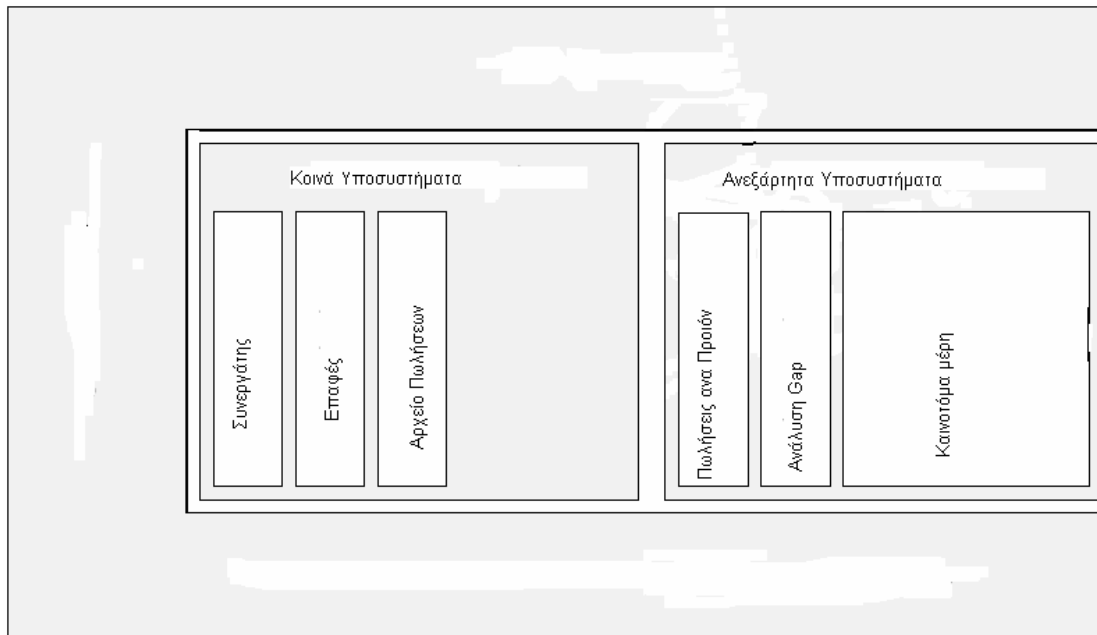 Κοινά Υποσυστήματα
Συνεργάτης
Επαφές
Αρχείο Πωλήσεων
Ανεξάρτητα Υποσυστήματα
Πωλήσεις ανα Προιόν
Ανάλυση Gap
Καινοτόμα μέρη